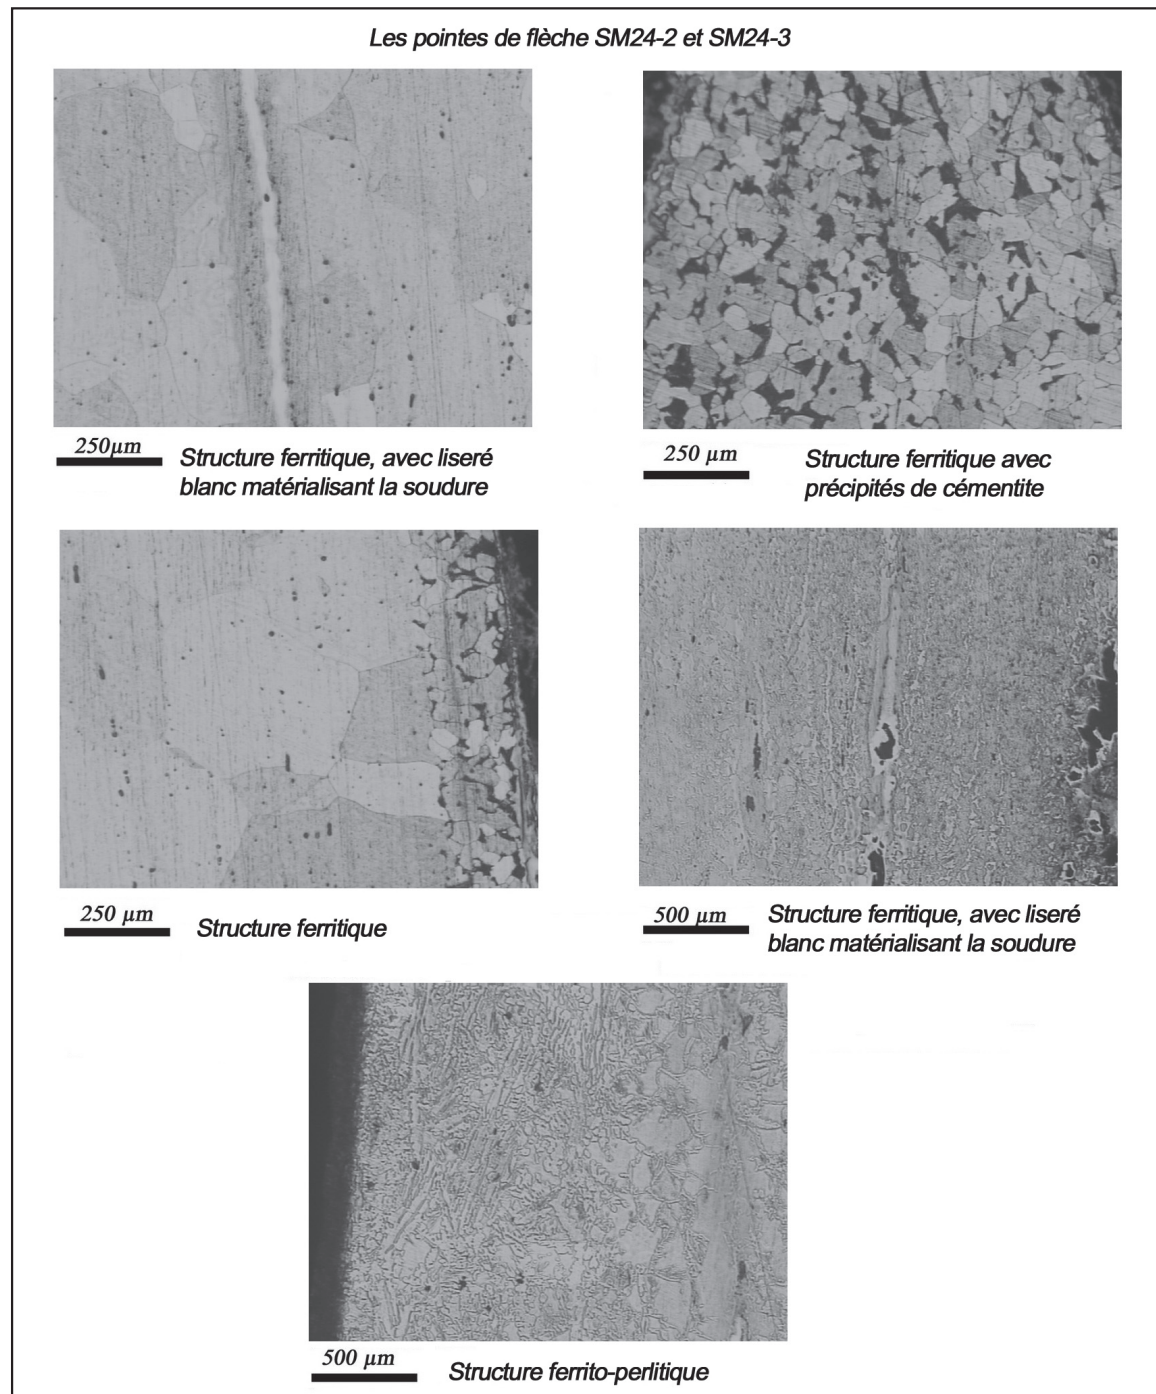 Les pointes de flèche SM24-2 et SM24-3
250µm
Structure ferritique, avec liseré
blanc matérialisant la soudure
250 µm
Structure ferritique avec
précipités de cémentite
250 µm
Structure ferritique
500 µm
Structure ferritique, avec liseré
blanc matérialisant la soudure
500 µm
Structure ferrito-perlitique